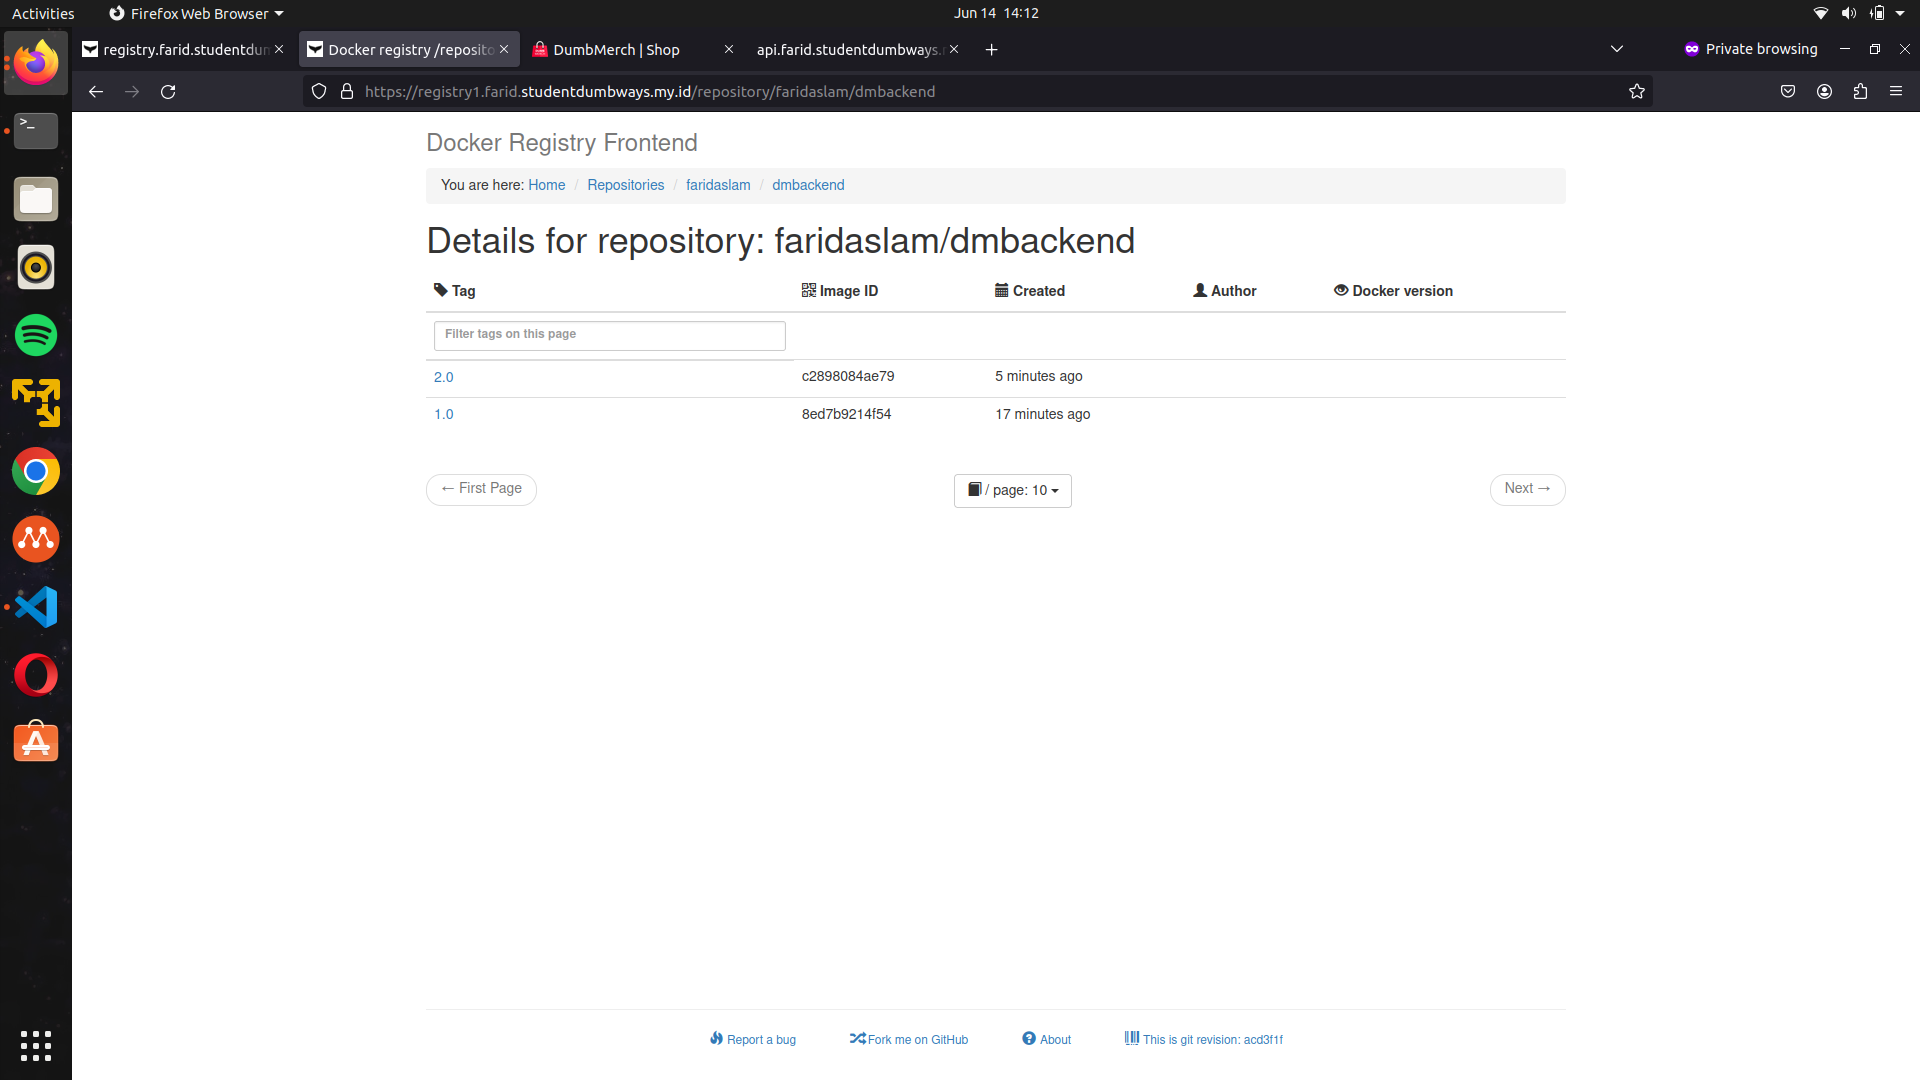 Activities
Firefox Web Browser
Jun 14 14:12
registry.farid.studentdum
Docker registry /reposito
DumbMerch | Shop
api.farid.studentdumbways.
Private browsing
https://registry1.farid.studentdumbways.my.id/repository/faridaslam/dmbackend
Docker Registry Frontend
You are here: Home / Repositories / faridaslam / dmbackend
Details for repository: faridaslam/dmbackend
Tag Image ID Created Author Docker version
Filter tags on this page
2.0 c2898084ae79 5 minutes ago
1.0 8ed7b9214f54 17 minutes ago
← First Page
/ page: 10
Next →
Report a bug
Fork me on GitHub
About
This is git revision: acd3f1f